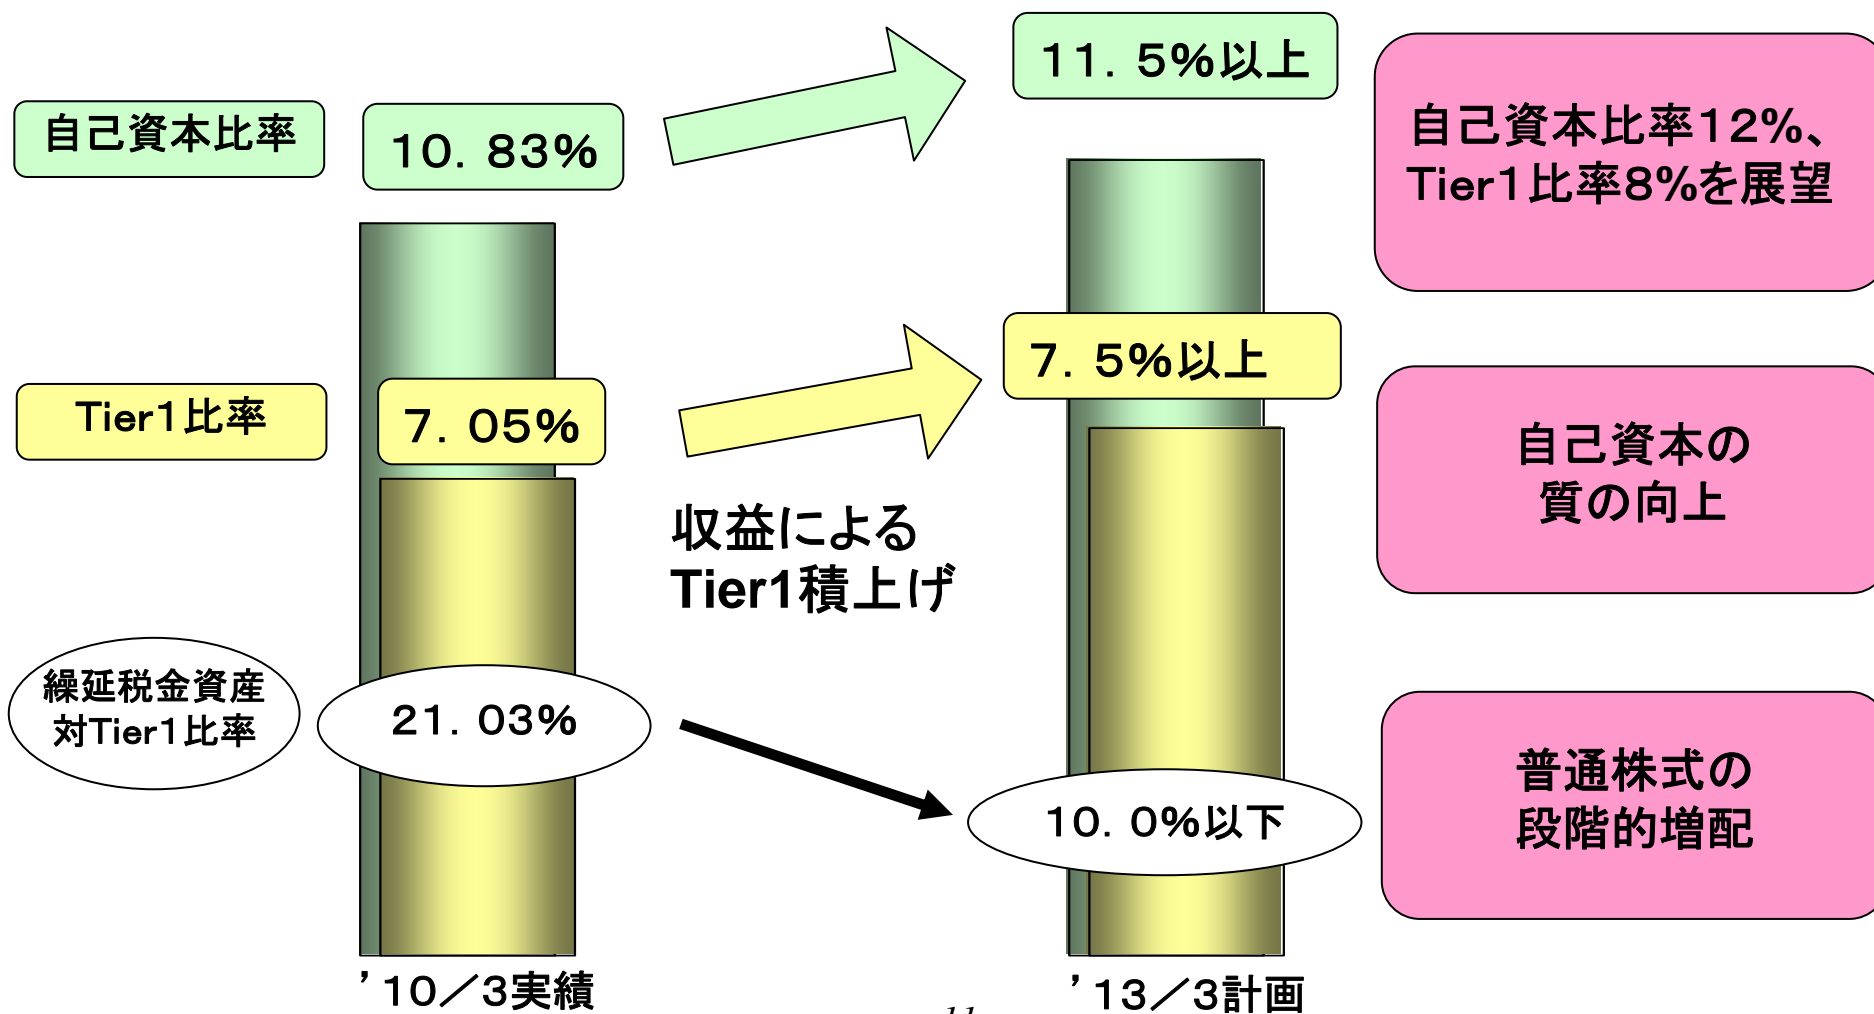 自己資本比率
10.83%
11.5%以上
自己資本比率12%、
Tier1比率8%を展望
Tier1比率
7.05%
7.5%以上
収益による
Tier1積上げ
自己資本の
質の向上
繰延税金資産
対Tier1比率
21.03%
10.0%以下
普通株式の
段階的増配
’10/3実績
’13/3計画